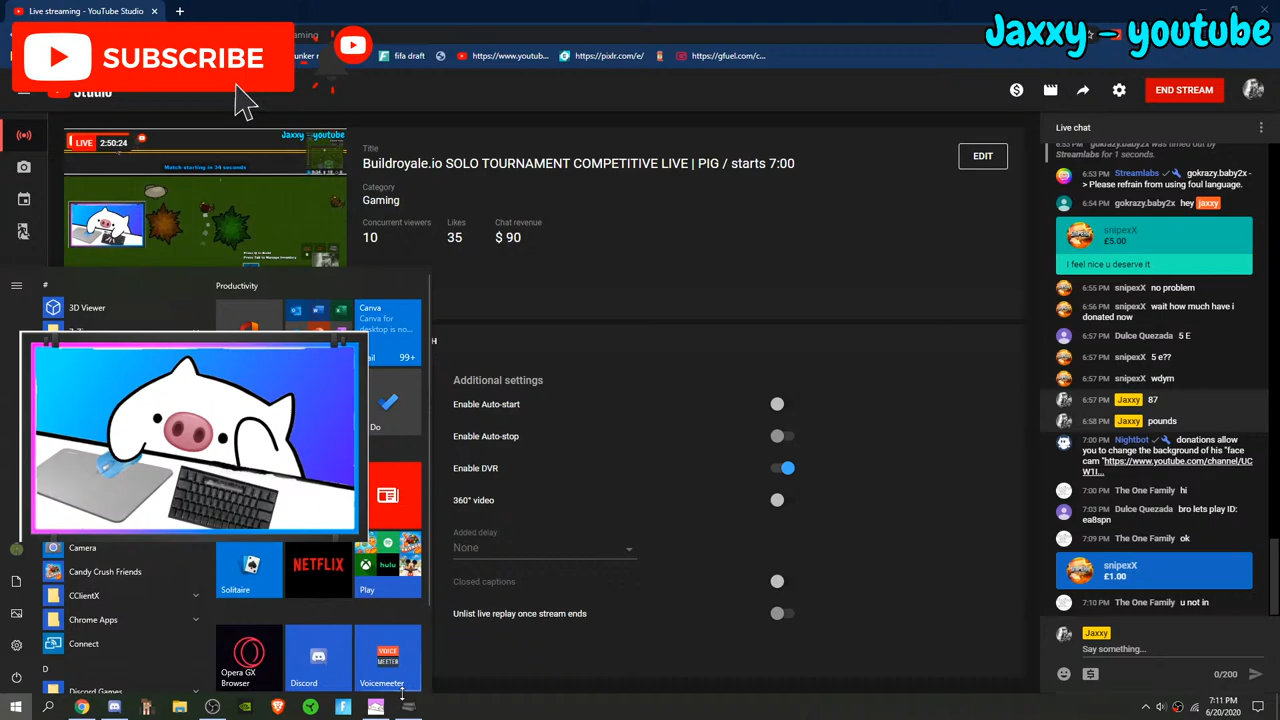 Live streaming - YouTube Studio
SUBSCRIBE
Jaxxy - youtube
fifa draft
https://www.youtub...
https://pixlr.com/e/
https://gfuel.com/c...
Studio
END STREAM
LIVE 2:50:24
Jaxxy - youtube
Match starting in 34 seconds
Title
Buildroyale.io SOLO TOURNAMENT COMPETITIVE LIVE | PIG / starts 7:00
EDIT
Category
Gaming
Concurrent viewers
Likes
Chat revenue
10
35
$ 90
Live chat
Streamlabs for 1 seconds.
6:53 PM Streamlabs gokrazy.baby2x -
> Please refrain from using foul language.
6:54 PM gokrazy.baby2x hey jaxxy
snipexX
£5.00
I feel nice u deserve it
6:55 PM snipexX no problem
6:56 PM snipexX wait how much have i
donated now
6:57 PM Dulce Quezada 5 E
6:57 PM snipexX 5 e??
6:57 PM snipexX wdym
6:57 PM Jaxxy 87
6:58 PM Jaxxy pounds
7:00 PM Nightbot donations allow
you to change the background of his "face
cam "https://www.youtube.com/channel/UC
W1I...
7:00 PM The One Family hi
7:03 PM Dulce Quezada bro lets play ID:
ea8spn
7:09 PM The One Family ok
snipexX
£1.00
7:10 PM The One Family u not in
Jaxxy
Say something...
0/200
#
3D Viewer
Productivity
Canva
Canva for
desktop is no...
99+
Do
Camera
Candy Crush Friends
CClientX
Chrome Apps
Connect
D
Discord Games
Solitaire
NETFLIX
hulu
Play
Opera GX
Browser
Discord
VOICE
MEETER
Voicemeeter
Additional settings
Enable Auto-start
Enable Auto-stop
Enable DVR
360° video
Added delay
None
Closed captions
Unlist live replay once stream ends
7:11 PM
6/20/2020